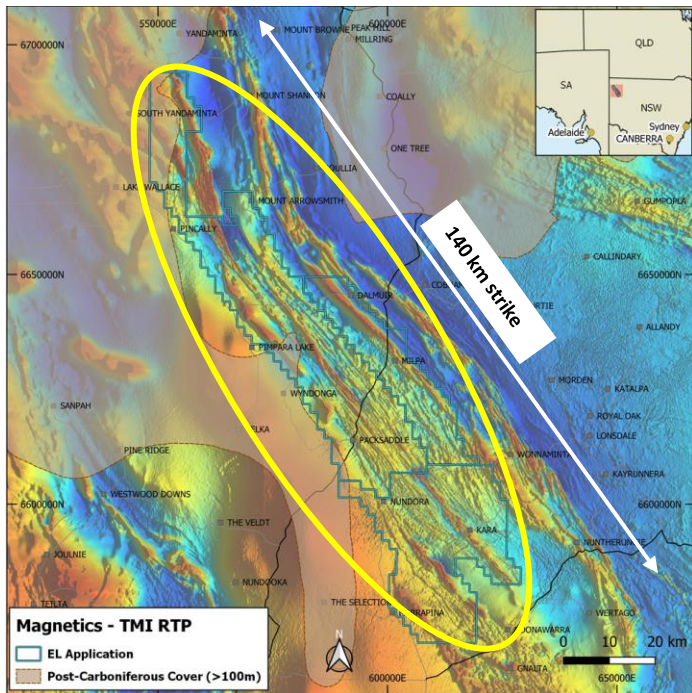 550000E
600000E
6700000N
YANDAMINTA
MOUNT BROWNE
PEAK HILL
MILLRING
QLD
SA
NSW
Adelaide
Sydney
CANBERRA
MOUNT SHANNON
COALLY
SOUTH YANDAMINTA
ONE TREE
LAKE WALLACE
MOUNT ARROWSMITH
GUMPOPLA
PINCALLY
140 km strike
6650000N
6650000N
CALLINDARY
DALMUIR
ALLANDY
PIMPARA LAKE
MILPA
MORDEN
KATALPA
WYNDONGA
SANPAH
ROYAL OAK
LONSDALE
PACKSADDLE
PINE RIDGE
WONNAMINTA
KAYRUNNERA
WESTWOOD DOWNS
6600000N
6600000N
NUNDORA
THE VELDT
KARA
JOULNIE
NUNTHERUNGIE
NUNDOOKA
TEILTA
THE SELECTION
WERTAGO
GNALTA
Magnetics - TMI RTP
EL Application
Post-Carboniferous Cover (>100m)
N
0
10
20 km
600000E
650000E